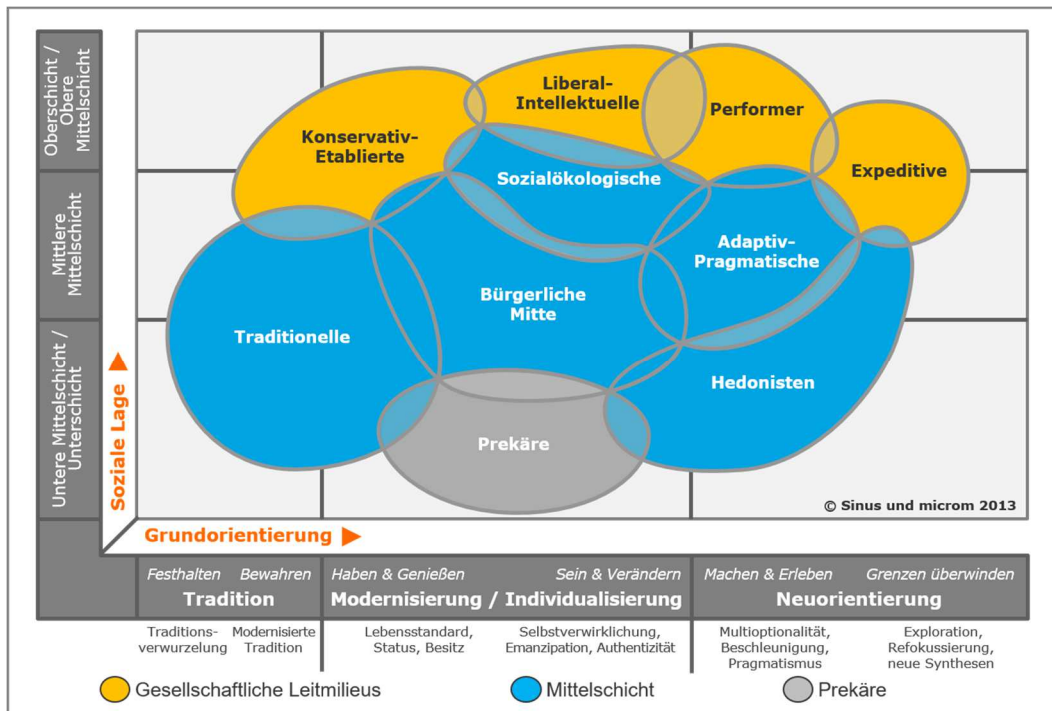 Oberschicht /
Obere
Mittelschicht
Mittlere
Mittelschicht
Untere Mittelschicht /
Unterschicht
Soziale Lage
Konservativ-
Etablierte
Liberal-
Intellektuelle
Performer
Expeditive
Sozialökologische
Adaptiv-
Pragmatische
Bürgerliche
Mitte
Traditionelle
Hedonisten
Prekäre
© Sinus und microm 2013
Grundorientierung
Festhalten Bewahren
Tradition
Haben & Genießen Sein & Verändern
Modernisierung / Individualisierung
Machen & Erleben Grenzen überwinden
Neuorientierung
Traditions-
verwurzelung
Modernisierte
Tradition
Lebensstandard,
Status, Besitz
Selbstverwirklichung,
Emanzipation, Authentizität
Multioptionalität,
Beschleunigung,
Pragmatismus
Exploration,
Refokussierung,
neue Synthesen
Gesellschaftliche Leitmilieus
Mittelschicht
Prekäre